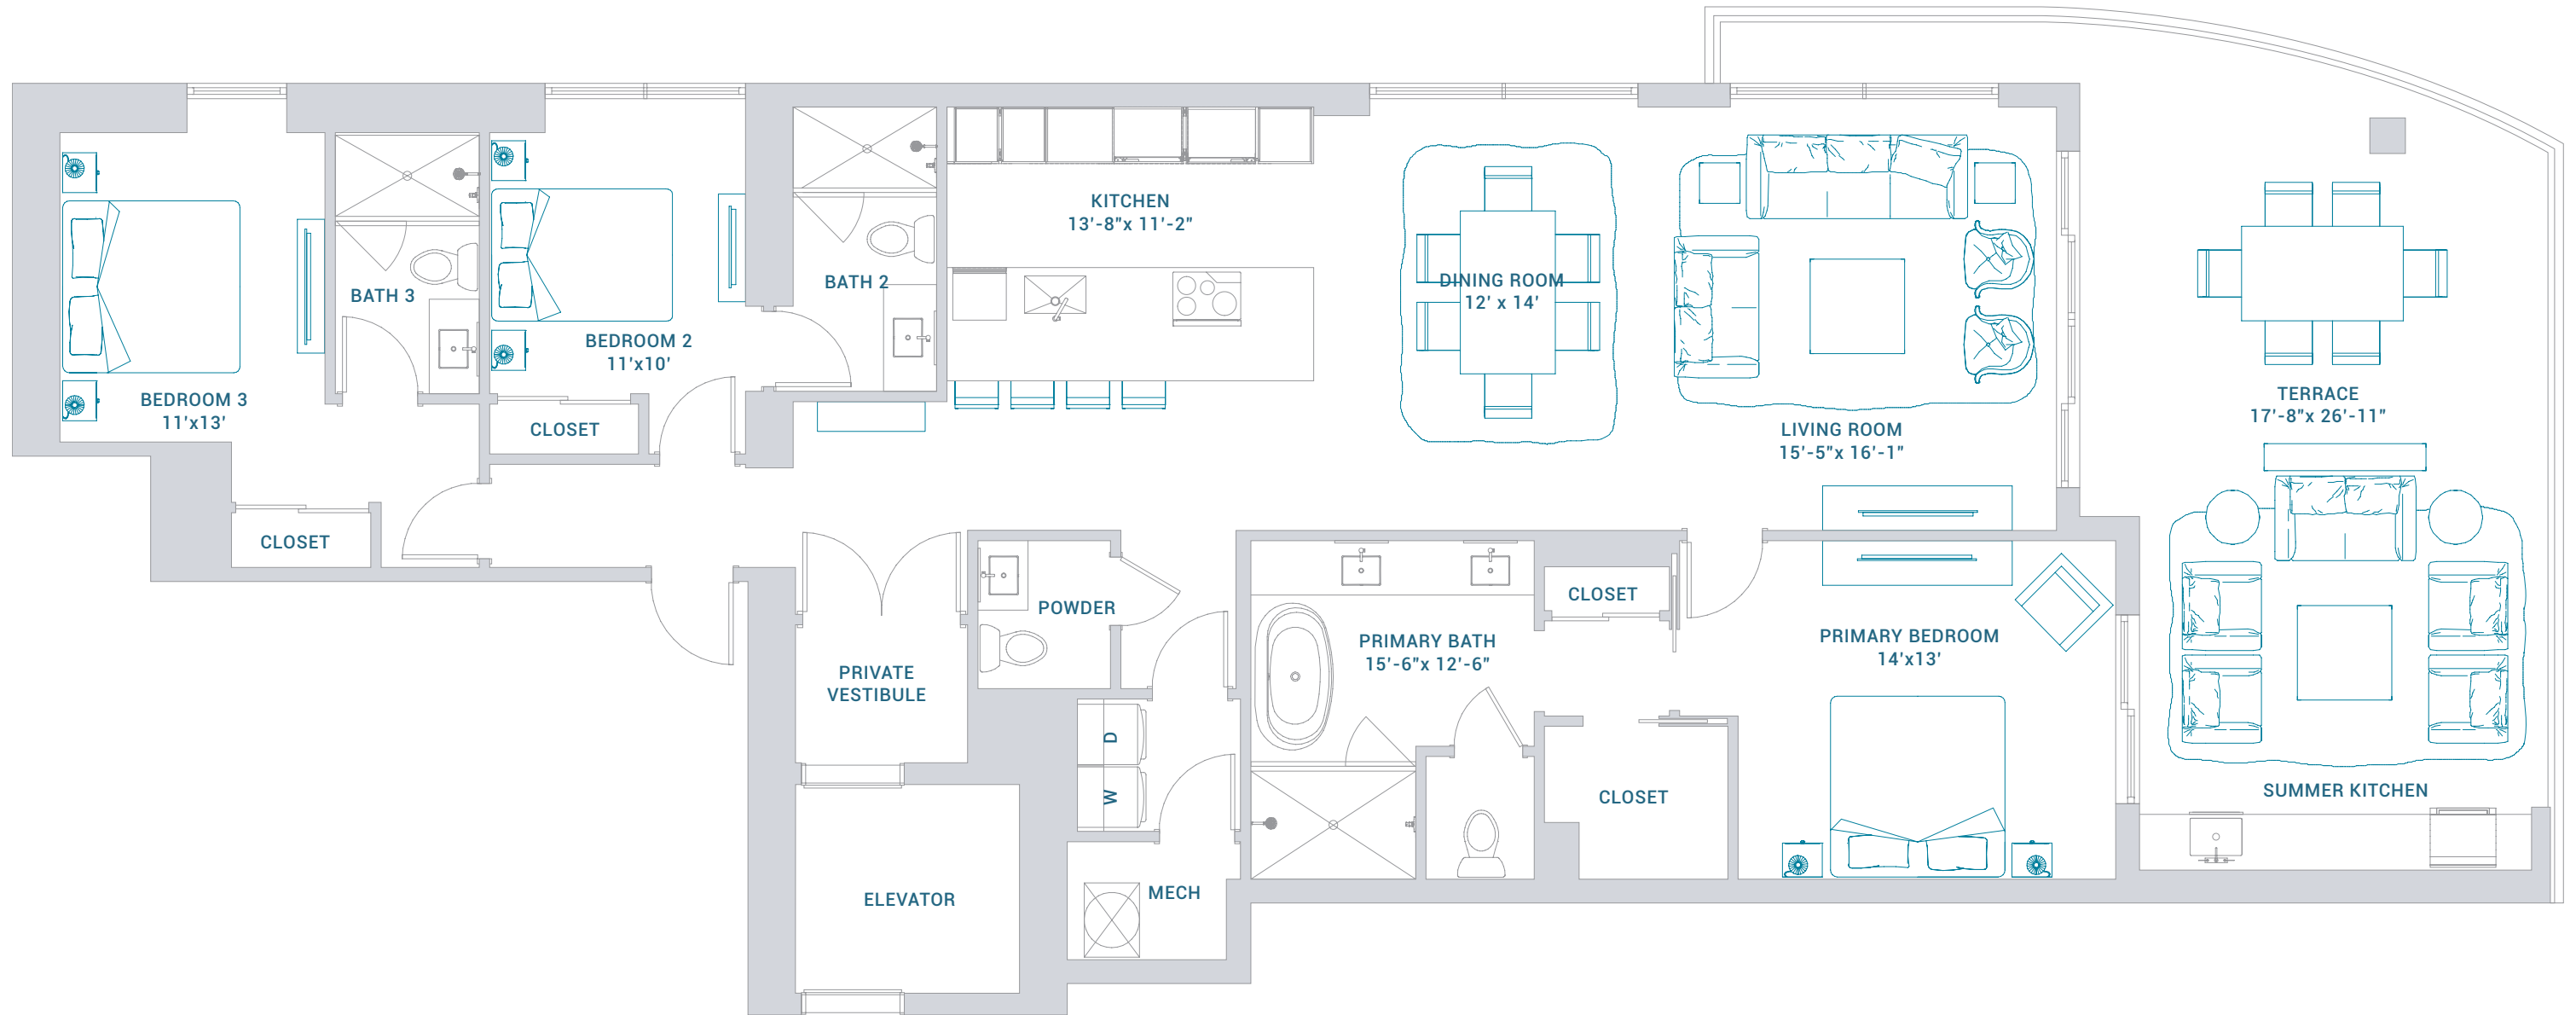 KITCHEN
13'-8"x 11'-2"
DINING ROOM
12' x 14'
BATH 2
BATH 3
BEDROOM 2
11'x10'
BEDROOM 3
11'x13'
CLOSET
TERRACE
17'-8"x 26'-11"
LIVING ROOM
15'-5"x 16'-1"
CLOSET
POWDER
CLOSET
PRIMARY BATH
15'-6"x 12'-6"
PRIMARY BEDROOM
14'x13'
PRIVATE
VESTIBULE
D
W
CLOSET
SUMMER KITCHEN
ELEVATOR
MECH